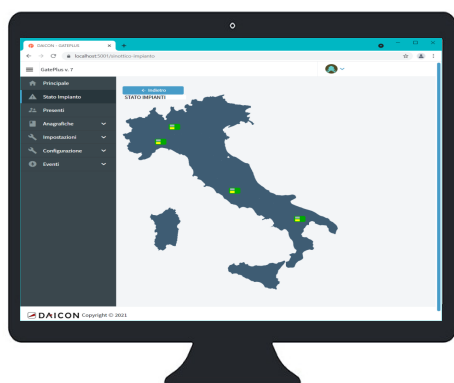 DAICON - GATEPLUS
localhost:5001/sinottico-impianto
GatePlus v. 7
Principale
Stato Impianto
Presenti
Anagrafiche
Impostazioni
Configurazione
Eventi
Indietro
STATO IMPIANTI
DAICON Copyright © 2021